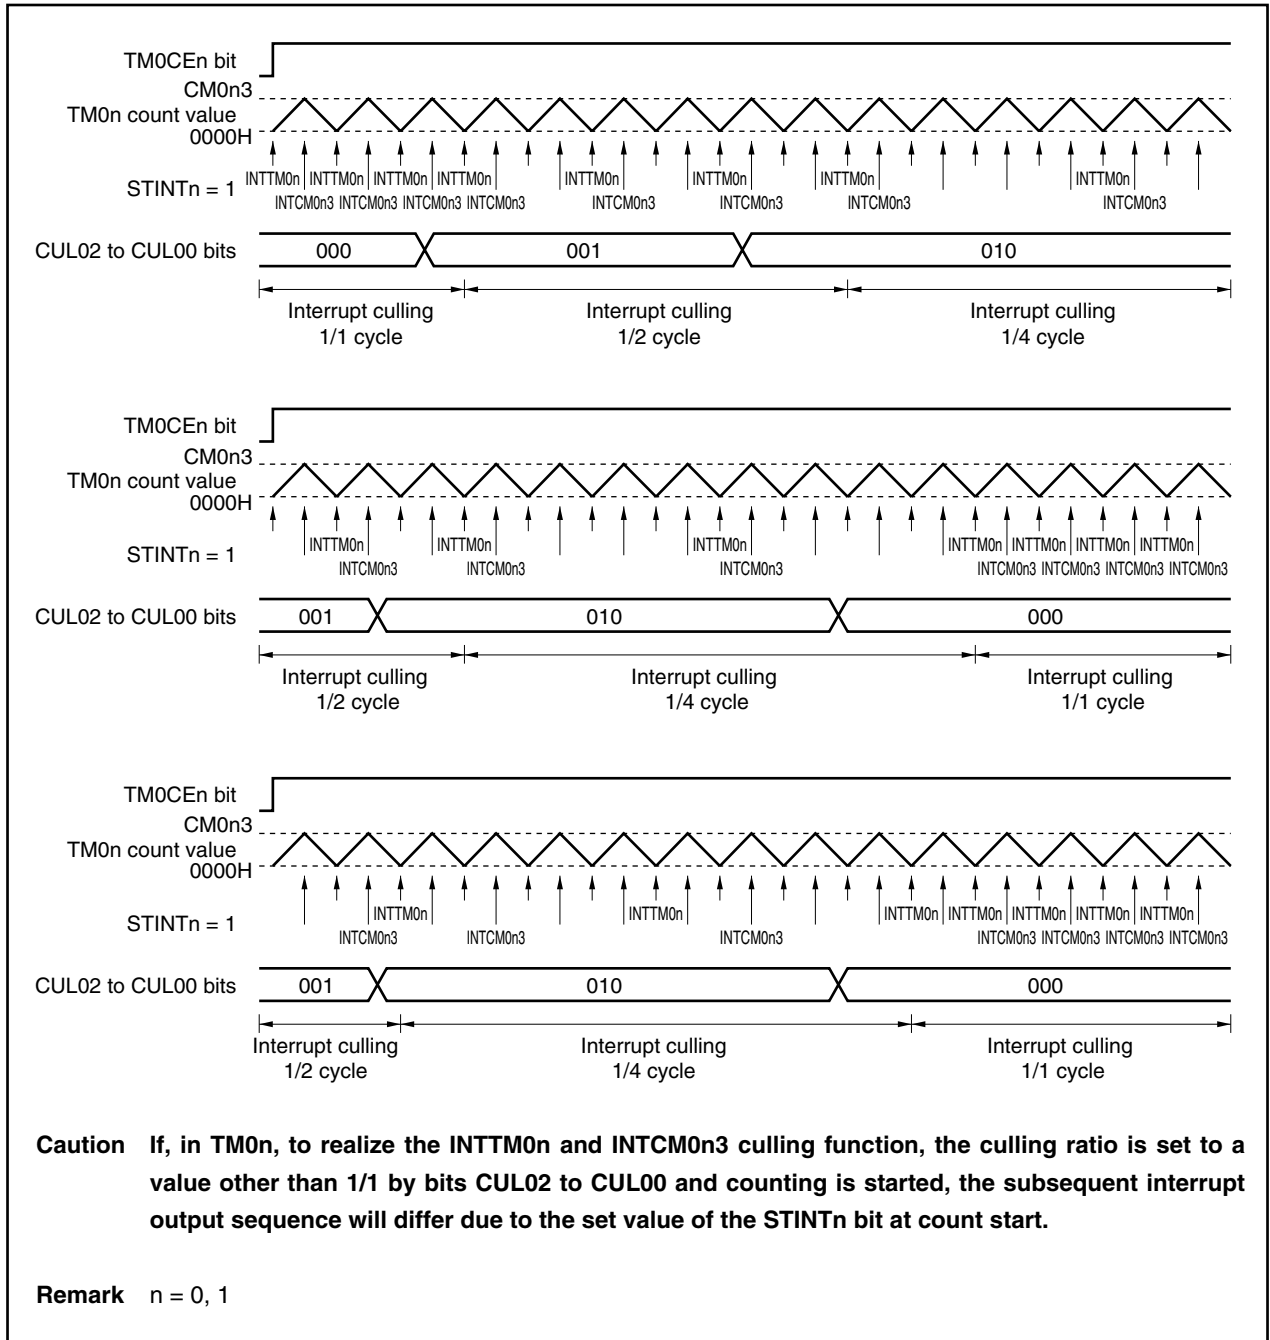 TM0CEn bit
CM0n3
TM0n count value
0000H
STINTn = 1
INTTM0n INTTM0n INTTM0n INTTM0n INTTM0n INTTM0n INTTM0n INTTM0n
INTCM0n3 INTCM0n3 INTCM0n3 INTCM0n3 INTCM0n3 INTCM0n3 INTCM0n3 INTCM0n3
CUL02 to CUL00 bits 000 001 010
Interrupt culling Interrupt culling Interrupt culling
1/1 cycle 1/2 cycle 1/4 cycle
TM0CEn bit
CM0n3
TM0n count value
0000H
STINTn = 1
INTTM0n INTTM0n INTTM0n INTTM0n INTTM0n INTTM0n INTTM0n
INTCM0n3 INTCM0n3 INTCM0n3 INTCM0n3 INTCM0n3 INTCM0n3 INTCM0n3
CUL02 to CUL00 bits 001 010 000
Interrupt culling Interrupt culling Interrupt culling
1/2 cycle 1/4 cycle 1/1 cycle
TM0CEn bit
CM0n3
TM0n count value
0000H
STINTn = 1
INTTM0n INTTM0n INTTM0n INTTM0n INTTM0n INTTM0n INTTM0n
INTCM0n3 INTCM0n3 INTCM0n3 INTCM0n3 INTCM0n3 INTCM0n3 INTCM0n3
CUL02 to CUL00 bits 001 010 000
Interrupt culling Interrupt culling Interrupt culling
1/2 cycle 1/4 cycle 1/1 cycle
Caution If, in TM0n, to realize the INTTM0n and INTCM0n3 culling function, the culling ratio is set to a
value other than 1/1 by bits CUL02 to CUL00 and counting is started, the subsequent interrupt
output sequence will differ due to the set value of the STINTn bit at count start.
Remark n = 0, 1